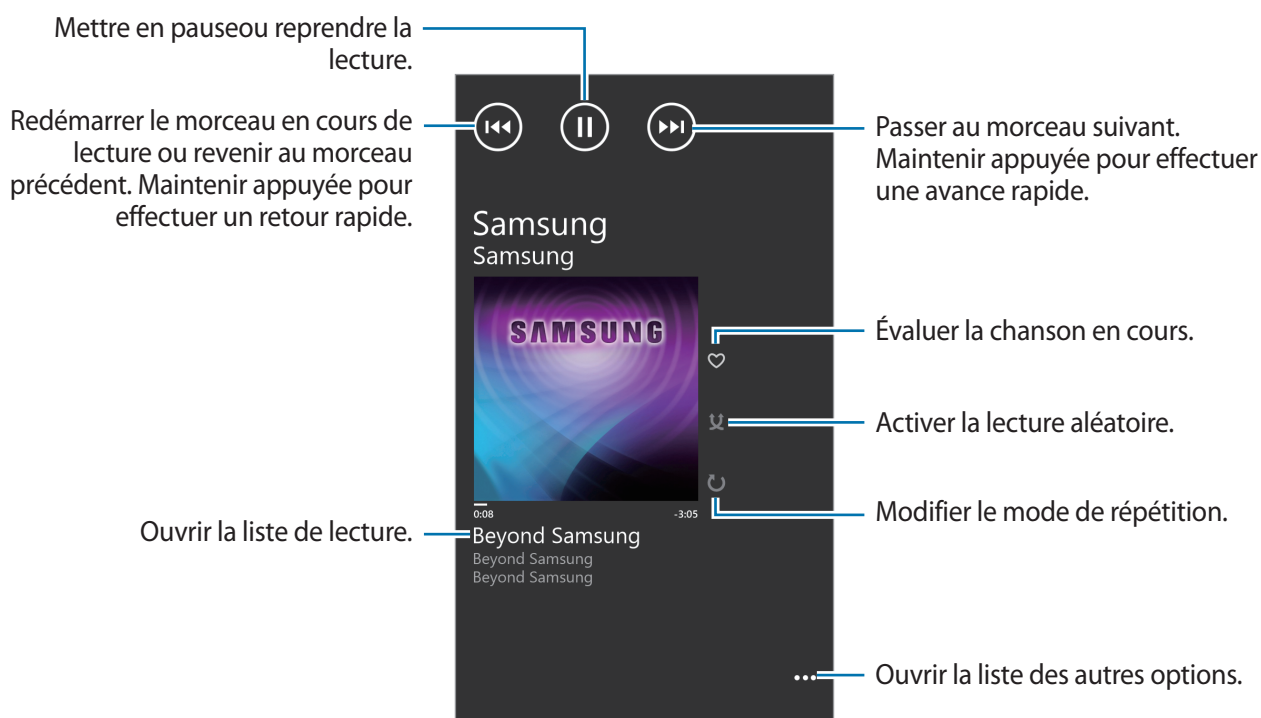 Mettre en pauseou reprendre la
lecture.
Redémarrer le morceau en cours de
lecture ou revenir au morceau
précédent. Maintenir appuyée pour
effectuer un retour rapide.
Passer au morceau suivant.
Maintenir appuyée pour effectuer
une avance rapide.
Samsung
Samsung
SAMSUNG
Évaluer la chanson en cours.
Activer la lecture aléatoire.
Modifier le mode de répétition.
0:08
-3:05
Ouvrir la liste de lecture.
Beyond Samsung
Beyond Samsung
Beyond Samsung
Ouvrir la liste des autres options.